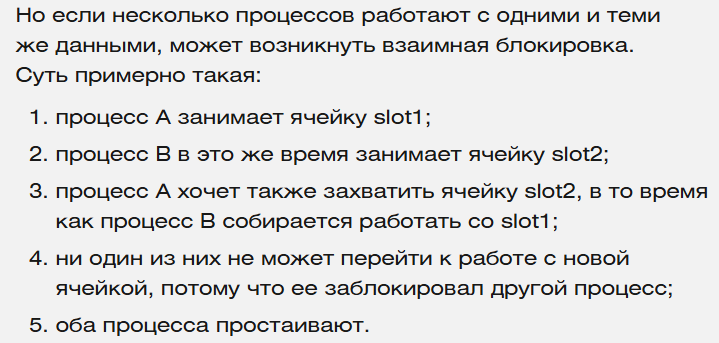 Но если несколько процессов работают с одними и теми
же данными, может возникнуть взаимная блокировка.
Суть примерно такая:
1. процесс A занимает ячейку slot1;
2. процесс B в это же время занимает ячейку slot2;
3. процесс A хочет также захватить ячейку slot2, в то время
как процесс B собирается работать со slot1;
4. ни один из них не может перейти к работе с новой
ячейкой, потому что ее заблокировал другой процесс;
5. оба процесса простаивают.